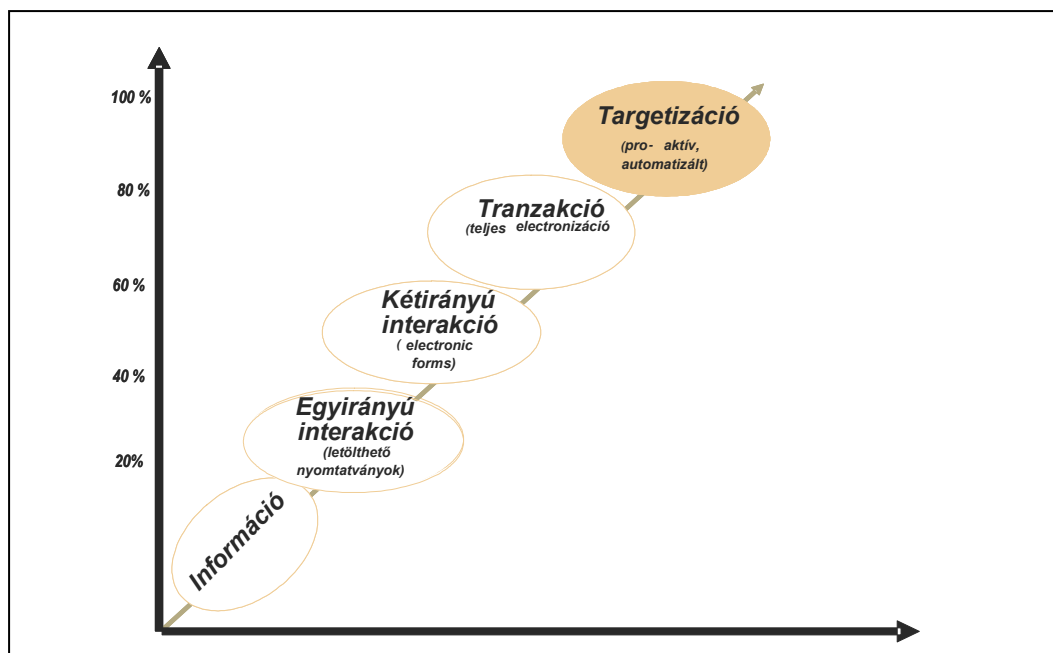 100 %
Targetizáció
(pro- aktív,
automatizált)
80 %
Tranzakció
(teljes electronizáció
60 %
Kétirányú
interakció
( electronic
forms)
40 %
Egyirányú
interakció
(letölthető
nyomtatványok)
20%
Információ